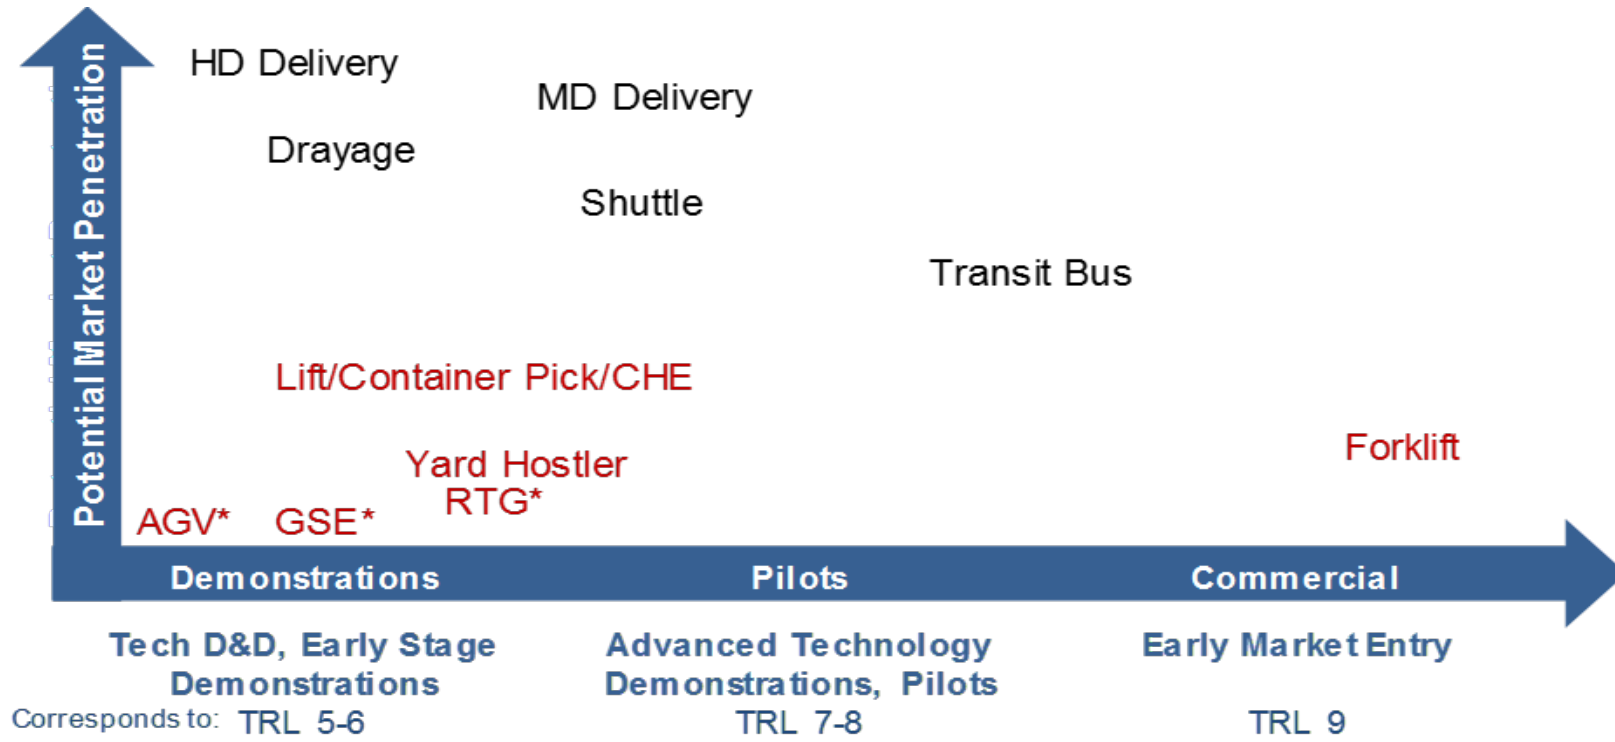 Potential Market Penetration
HD Delivery
MD Delivery
Drayage
Shuttle
Transit Bus
Lift/Container Pick/CHE
Forklift
Yard Hostler
RTG*
AGV* GSE*
Demonstrations Pilots Commercial
Tech D&D, Early Stage Advanced Technology Early Market Entry
Demonstrations Demonstrations, Pilots
Corresponds to: TRL 5-6 TRL 7-8 TRL 9